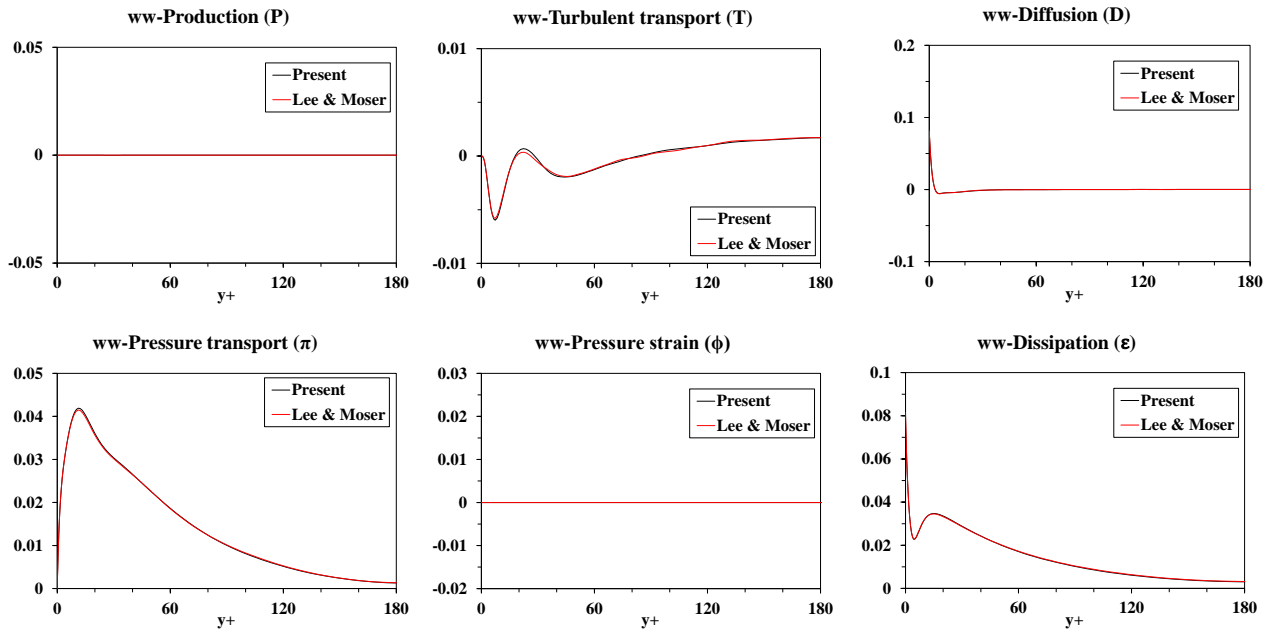 ww-Production (P)
0.05
0
-0.05
0
60
120
180
y+
Present
Lee & Moser
ww-Turbulent transport (T)
0.01
0
-0.01
0
60
120
180
y+
Present
Lee & Moser
ww-Diffusion (D)
0.2
0.1
0
-0.1
0
60
120
180
y+
Present
Lee & Moser
ww-Pressure transport (π)
0.05
0.04
0.03
0.02
0.01
0
0
60
120
180
y+
Present
Lee & Moser
ww-Pressure strain (ϕ)
0.03
0.02
0.01
0
-0.01
-0.02
0
60
120
180
y+
Present
Lee & Moser
ww-Dissipation (ε)
0.1
0.08
0.06
0.04
0.02
0
0
60
120
180
y+
Present
Lee & Moser